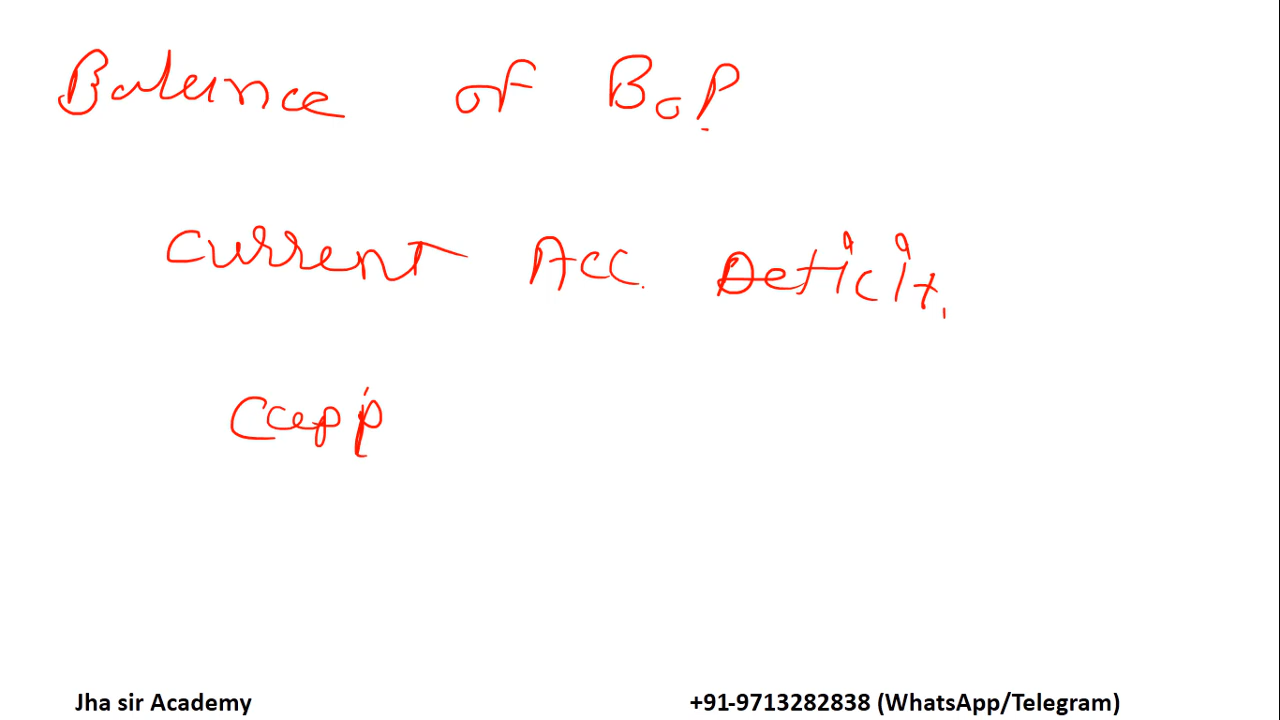 Balance of BoP
Current Acc. Deficit,
Jha sir Academy +91-9713282838 (WhatsApp/Telegram)